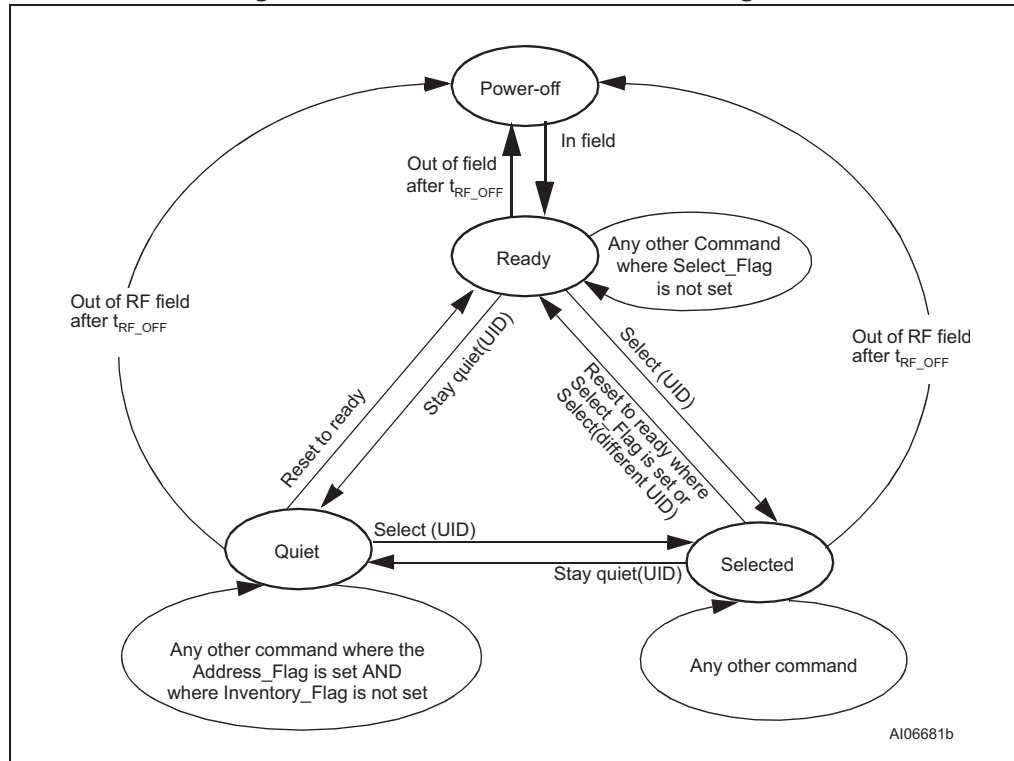 Power-off
In field
Out of field
after tRF_OFF
Ready
Any other Command
where Select_Flag
is not set
Out of RF field
after tRF_OFF
Out of RF field
after tRF_OFF
Reset to ready
Stay quiet(UID)
Select (UID)
Reset to ready where
Select_Flag is set or
Select(different UID)
Quiet
Select (UID)
Stay quiet(UID)
Selected
Any other command where the
Address_Flag is set AND
where Inventory_Flag is not set
Any other command
AI06681b